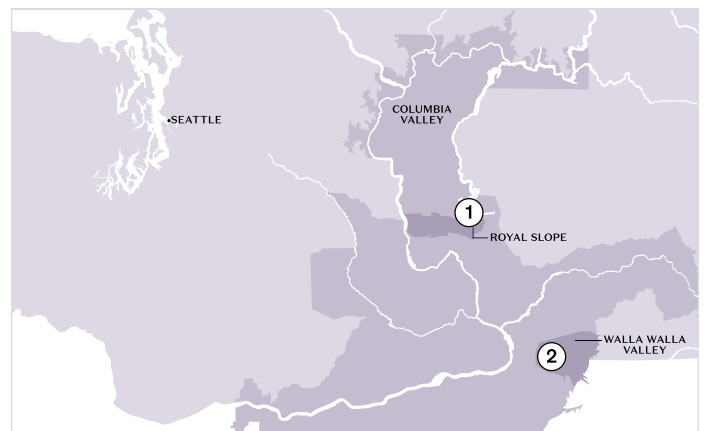 COLUMBIA
VALLEY
SEATTLE
1
ROYAL SLOPE
WALLA WALLA
VALLEY
2